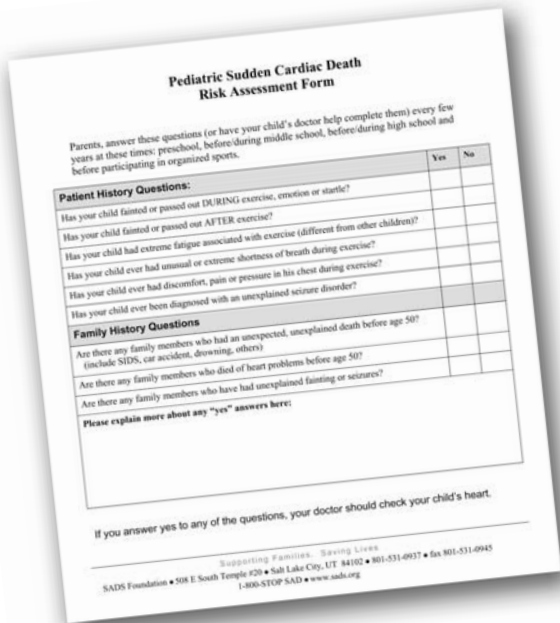 Pediatric Sudden Cardiac Death
Risk Assessment Form
Parents, answer these questions (or have your child's doctor help complete them) every few
years at these times: preschool, before/during middle school, before/during high school and
before participating in organized sports.
Patient History Questions: Yes No
Has your child fainted or passed out DURING exercise, emotion or startle?
Has your child fainted or passed out AFTER exercise?
Has your child had extreme fatigue associated with exercise (different from other children)?
Has your child ever had unusual or extreme shortness of breath during exercise?
Has your child ever had discomfort, pain or pressure in his chest during exercise?
Has your child ever been diagnosed with an unexplained seizure disorder?
Family History Questions
Are there any family members who had an unexpected, unexplained death before age 50?
(include SIDS, car accident, drowning, others)
Are there any family members who died of heart problems before age 50?
Are there any family members who have had unexplained fainting or seizures?
Please explain more about any "yes" answers here:
If you answer yes to any of the questions, your doctor should check your child's heart.
Supporting Families. Saving Lives
SADS Foundation • 508 E South Temple #20 • Salt Lake City, UT 84102 • 801-531-0937 • fax 801-531-0945
1-800-STOP SAD • www.sads.org